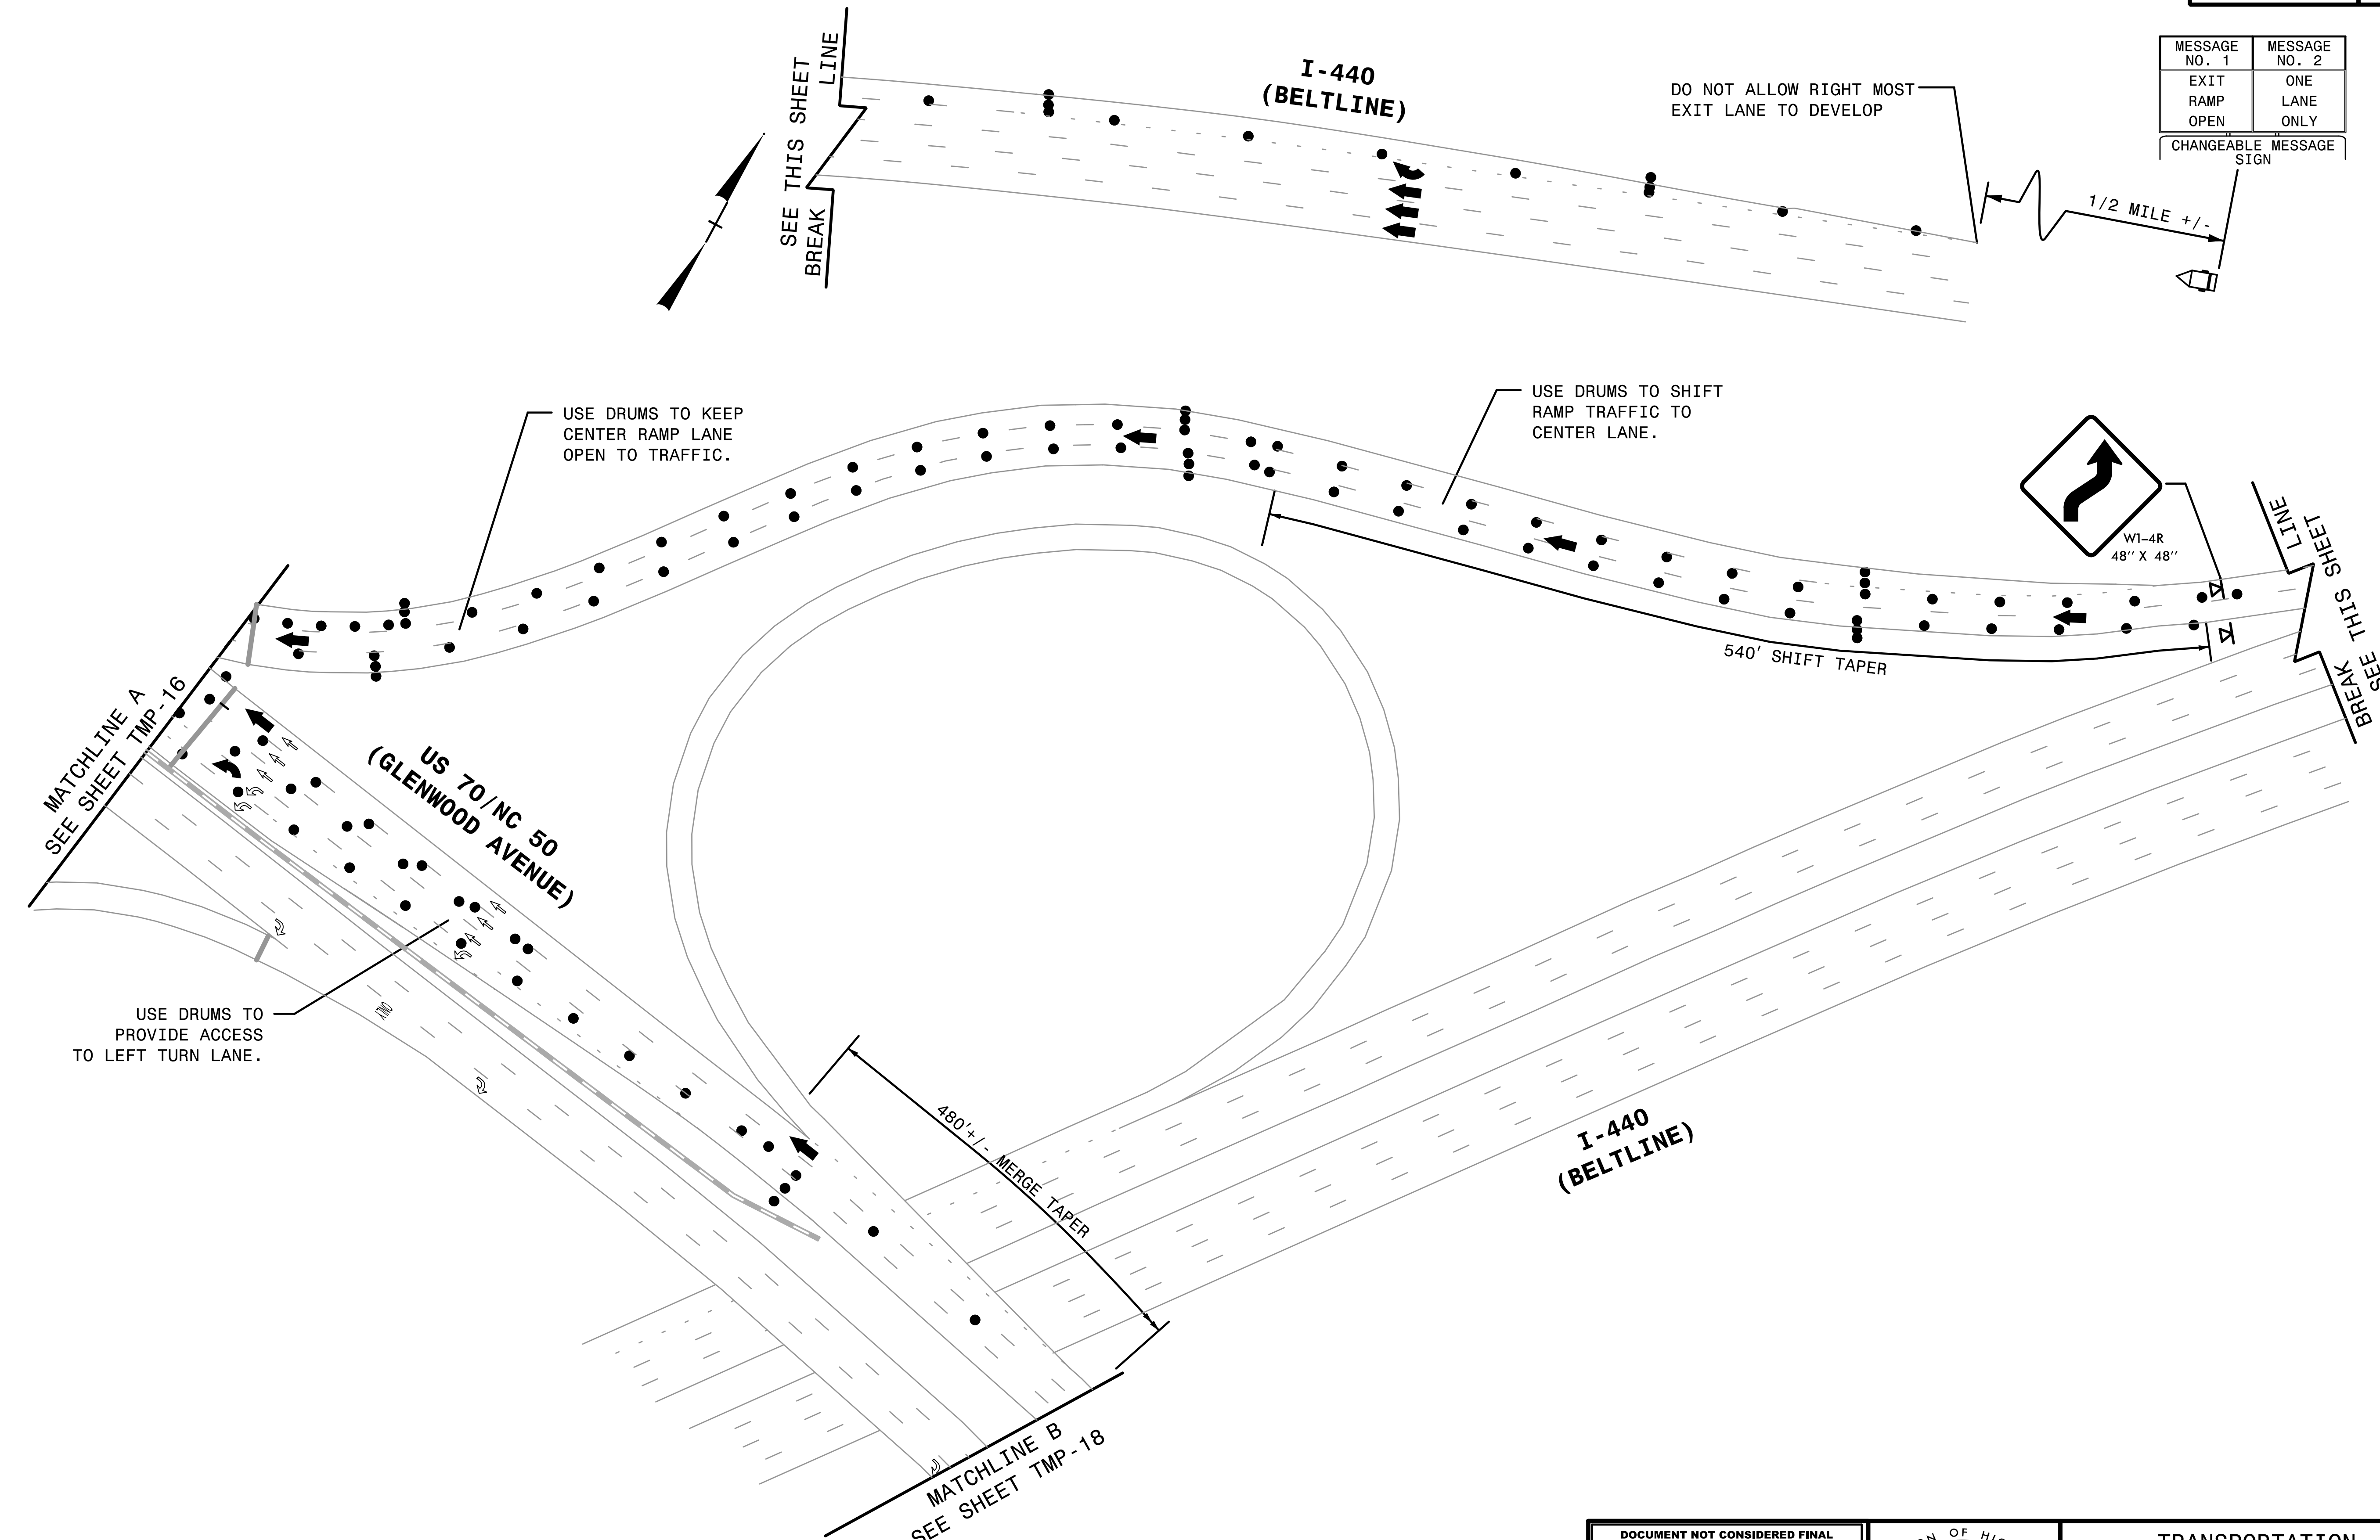 MESSAGE NO. 1
MESSAGE NO. 2
EXIT
ONE
RAMP
LANE
OPEN
ONLY
CHANGEABLE MESSAGE
SIGN
SEE THIS SHEET
BREAK
LINE
I-440
(BELTLINE)
DO NOT ALLOW RIGHT MOST
EXIT LANE TO DEVELOP
1/2 MILE +/-
USE DRUMS TO KEEP
CENTER RAMP LANE
OPEN TO TRAFFIC.
USE DRUMS TO SHIFT
RAMP TRAFFIC TO
CENTER LANE.
W1-4R
48" X 48"
BREAK LINE
SEE THIS SHEET
540' SHIFT TAPER
MATCHLINE A
SEE SHEET TMP-16
US 70/NC 50
(GLENWOOD AVENUE)
USE DRUMS TO
PROVIDE ACCESS
TO LEFT TURN LANE.
480'+/- MERGE TAPER
I-440
(BELTLINE)
MATCHLINE B
SEE SHEET TMP-18
DOCUMENT NOT CONSIDERED FINAL
OF
TRANSPORTATION